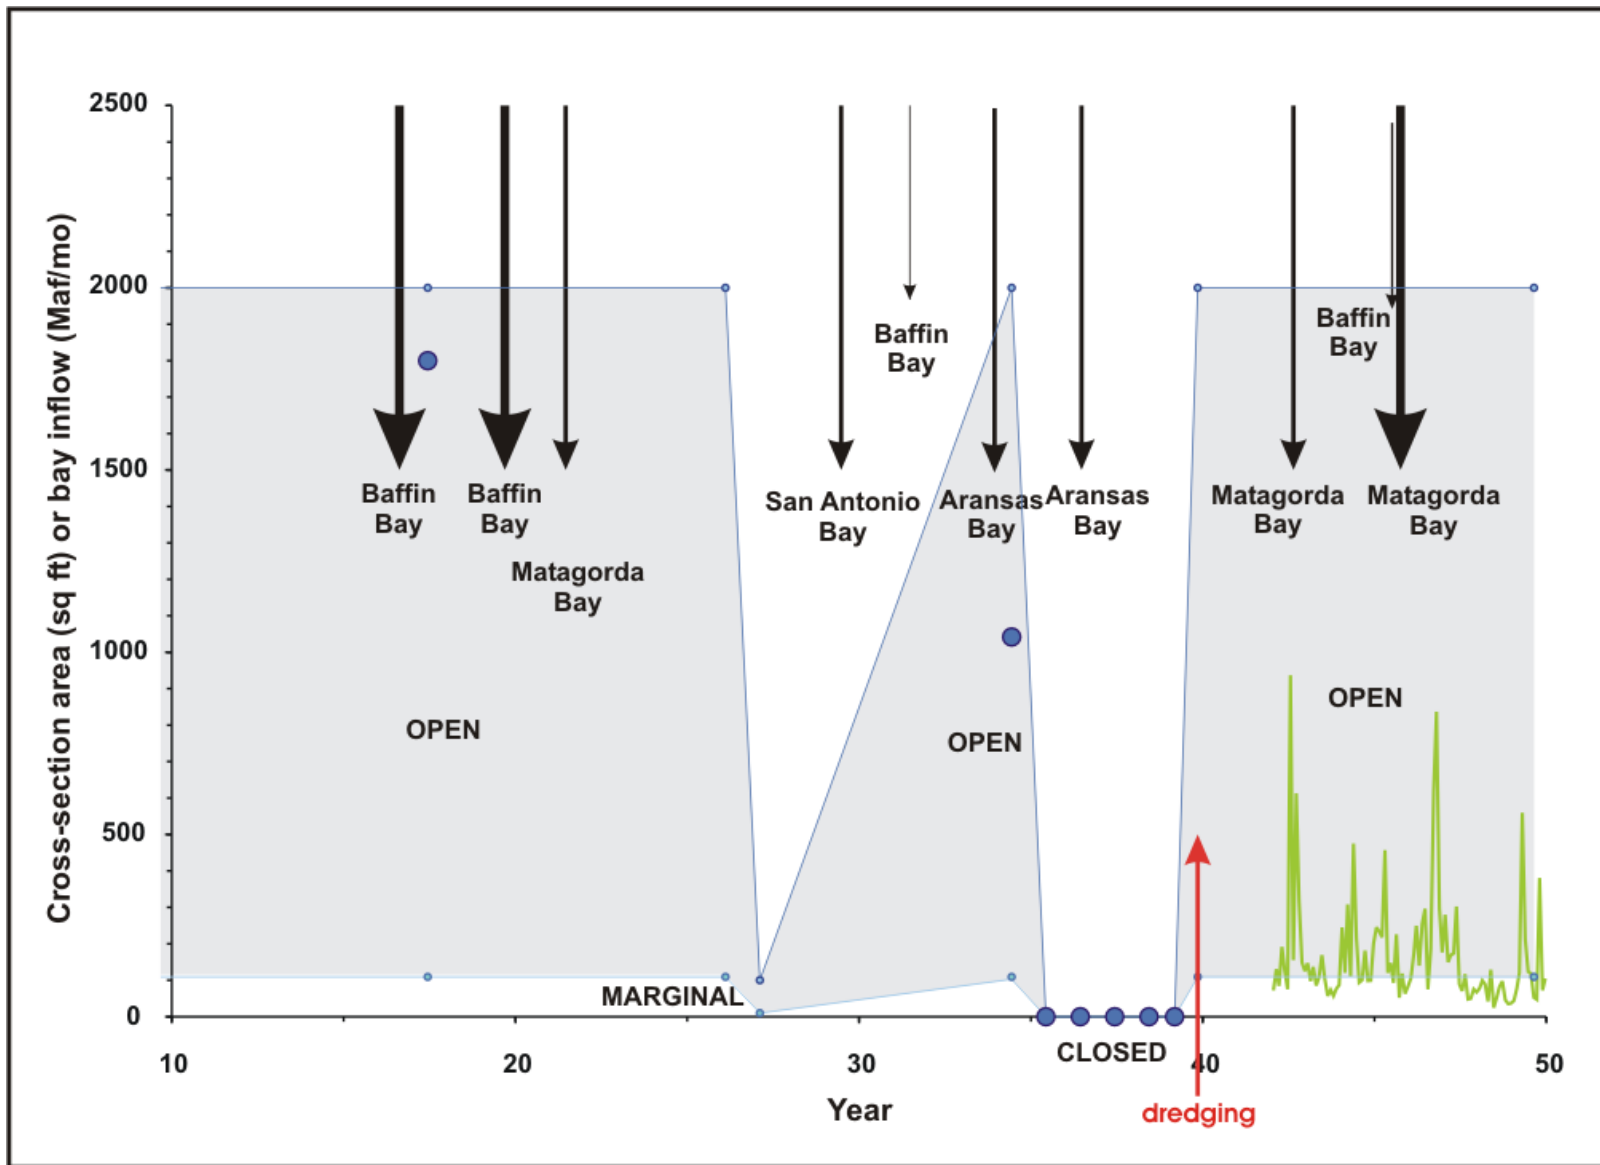 Cross-section area (sq ft) or bay inflow (Maf/mo)
2500
2000
1500
1000
500
0
Baffin
Bay
Baffin
Bay
Matagorda
Bay
San Antonio
Bay
Baffin
Bay
Aransas
Bay
Aransas
Bay
Matagorda
Bay
Baffin
Bay
Matagorda
Bay
OPEN
OPEN
OPEN
MARGINAL
CLOSED
10
20
30
40
50
Year
dredging